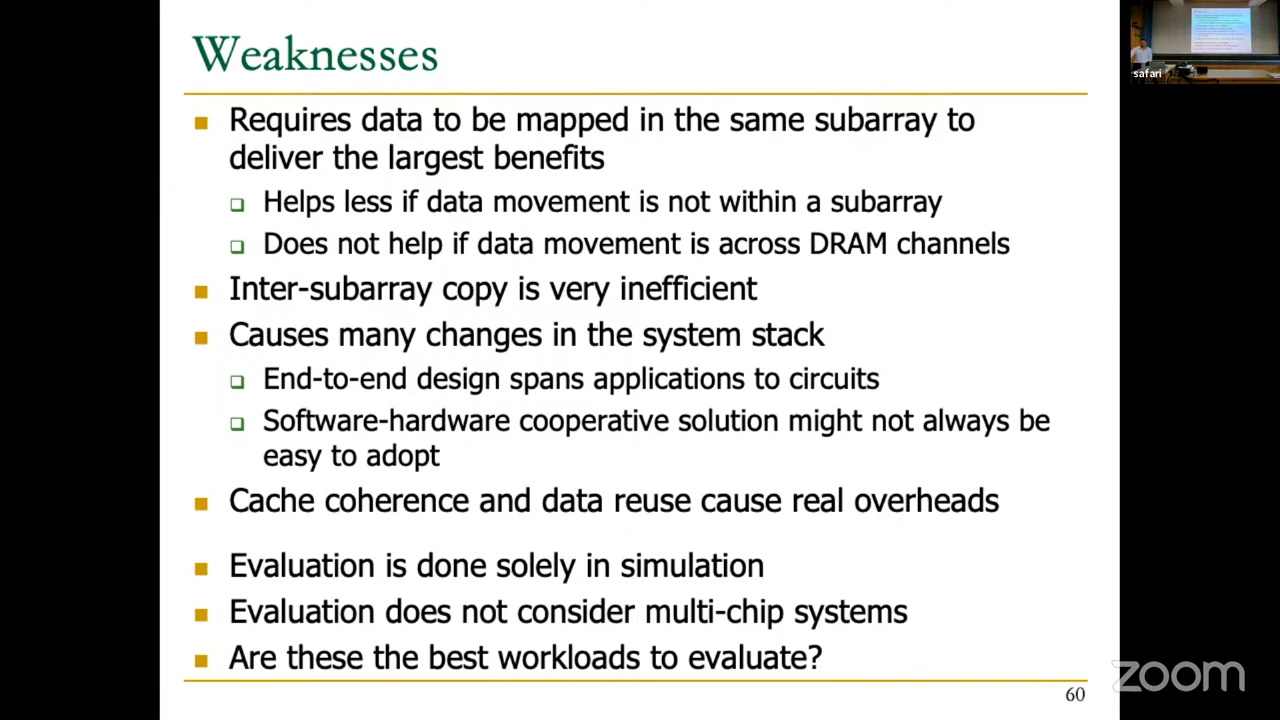 Weaknesses
Requires data to be mapped in the same subarray to
deliver the largest benefits
Helps less if data movement is not within a subarray
Does not help if data movement is across DRAM channels
Inter-subarray copy is very inefficient
Causes many changes in the system stack
End-to-end design spans applications to circuits
Software-hardware cooperative solution might not always be
easy to adopt
Cache coherence and data reuse cause real overheads
Evaluation is done solely in simulation
Evaluation does not consider multi-chip systems
Are these the best workloads to evaluate?
60
safari
zoom